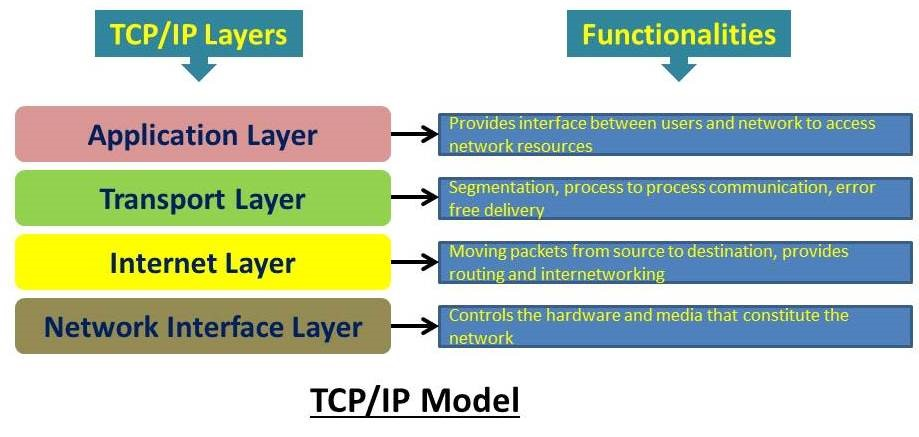 TCP/IP Layers
Functionalities
Application Layer
Provides interface between users and network to access
network resources
Transport Layer
Segmentation, process to process communication, error
free delivery
Internet Layer
Moving packets from source to destination, provides
routing and internetworking
Network Interface Layer
Controls the hardware and media that constitute the
network
TCP/IP Model